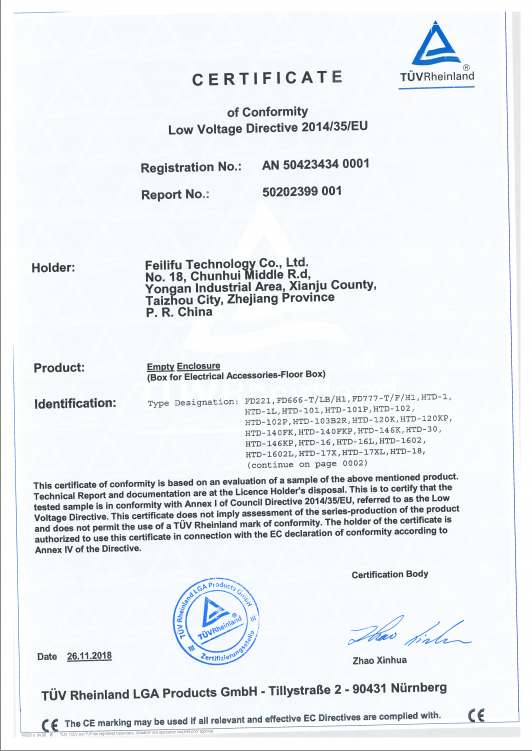 TÜVRheinland®
CERTIFICATE
of Conformity
Low Voltage Directive 2014/35/EU
Registration No.: AN 50423434 0001
Report No.: 50202399 001
Holder: Feilifu Technology Co., Ltd.
No. 18, Chunhui Middle R.d,
Yongan Industrial Area, Xianju County,
Taizhou City, Zhejiang Province
P. R. China
Product: Empty Enclosure
(Box for Electrical Accessories-Floor Box)
Identification: Type Designation: FD221,FD666-T/LB/H1,FD777-T/F/H1,HTD-1,
HTD-1L,HTD-101,HTD-101P,HTD-102,
HTD-102P,HTD-103B2R,HTD-120K,HTD-120KP,
HTD-140FK,HTD-140FKP,HTD-146K,HTD-30,
HTD-146KP,HTD-16,HTD-16L,HTD-1602,
HTD-1602L,HTD-17X,HTD-17XL,HTD-18,
(continue on page 0002)
This certificate of conformity is based on an evaluation of a sample of the above mentioned product.
Technical Report and documentation are at the Licence Holder's disposal. This is to certify that the
tested sample is in conformity with Annex I of Council Directive 2014/35/EU, referred to as the Low
Voltage Directive. This certificate does not imply assessment of the series-production of the product
and does not permit the use of a TÜV Rheinland mark of conformity. The holder of the certificate is
authorized to use this certificate in connection with the EC declaration of conformity according to
Annex IV of the Directive.
Certification Body
TÜV Rheinland LGA Products GmbH
TÜVRheinland
Zertifizierungsstelle
Zhao Xinhua
Date 26.11.2018
Zhao Xinhua
TÜV Rheinland LGA Products GmbH - Tillystraße 2 - 90431 Nürnberg
CE The CE marking may be used if all relevant and effective EC Directives are complied with. CE